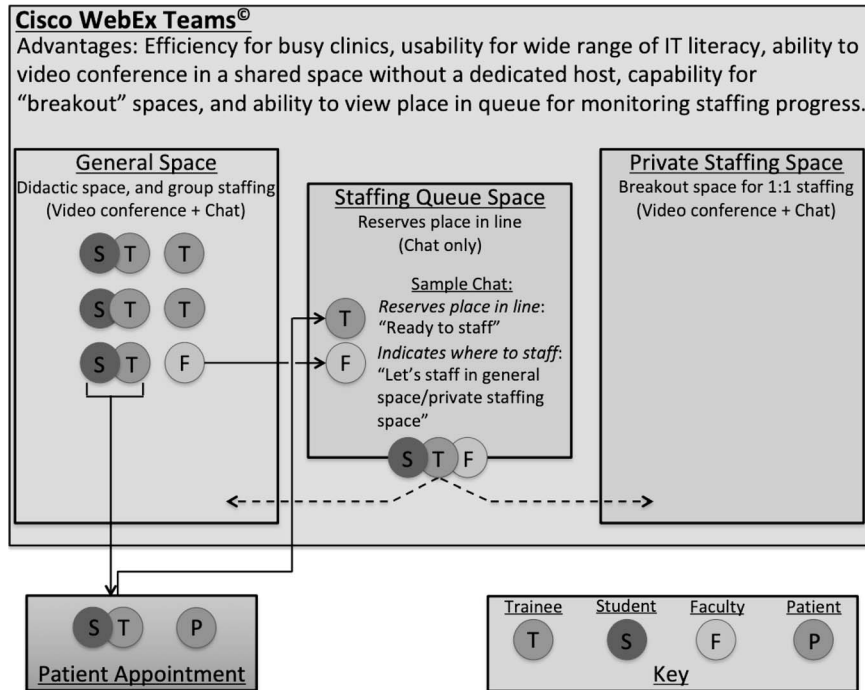 Cisco WebEx Teams©
Advantages: Efficiency for busy clinics, usability for wide range of IT literacy, ability to
video conference in a shared space without a dedicated host, capability for
“breakout” spaces, and ability to view place in queue for monitoring staffing progress.
General Space
Didactic space, and group staffing
(Video conference + Chat)
S T T
S T T
S T F
Staffing Queue Space
Reserves place in line
(Chat only)
Sample Chat:
T
Reserves place in line:
“Ready to staff”
F
Indicates where to staff:
“Let’s staff in general
space/private staffing
space”
S T F
Private Staffing Space
Breakout space for 1:1 staffing
(Video conference + Chat)
S T P
Patient Appointment
Trainee Student Faculty Patient
T S F P
Key